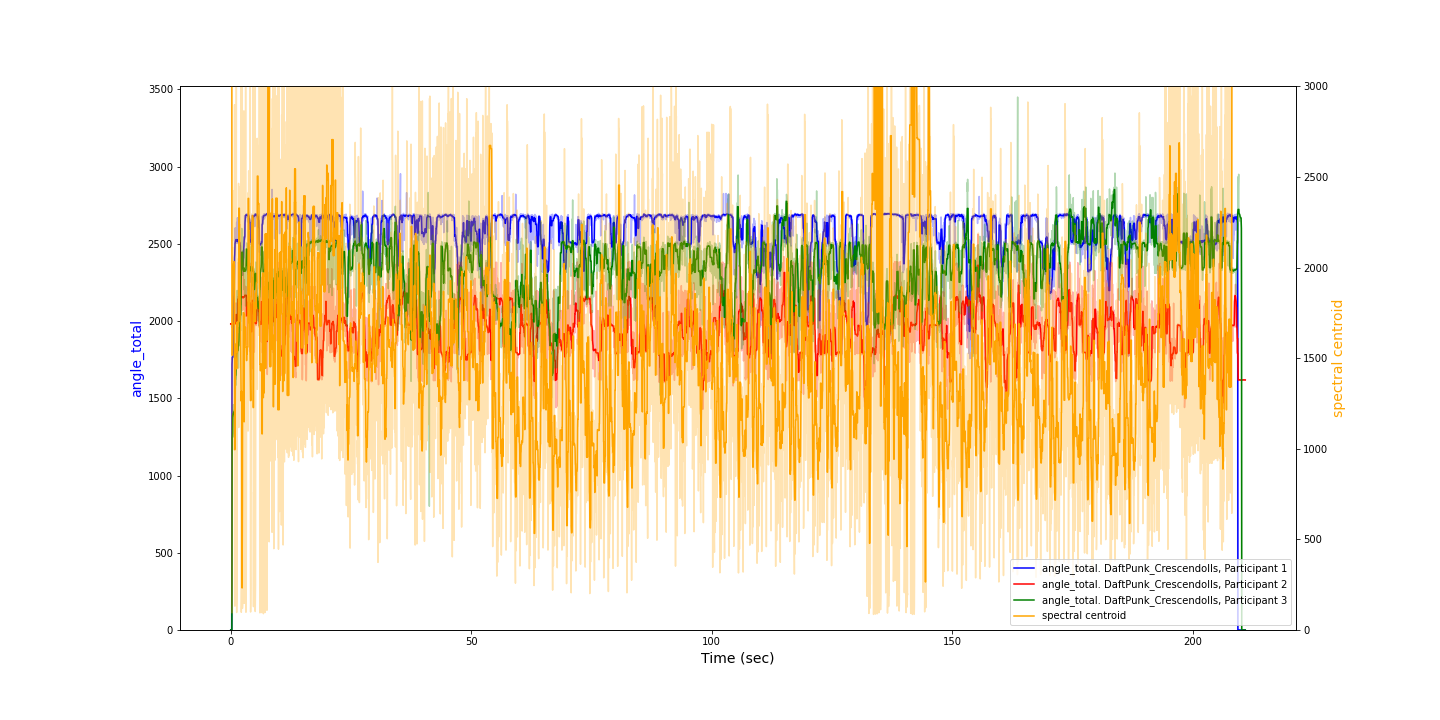 3500
3000
2500
2000
1500
1000
500
0
angle_total
3000
2500
2000
1500
1000
500
0
spectral centroid
angle_total. DaftPunk_Crescendolls, Participant 1
angle_total. DaftPunk_Crescendolls, Participant 2
angle_total. DaftPunk_Crescendolls, Participant 3
spectral centroid
0 50 100 150 200
Time (sec)